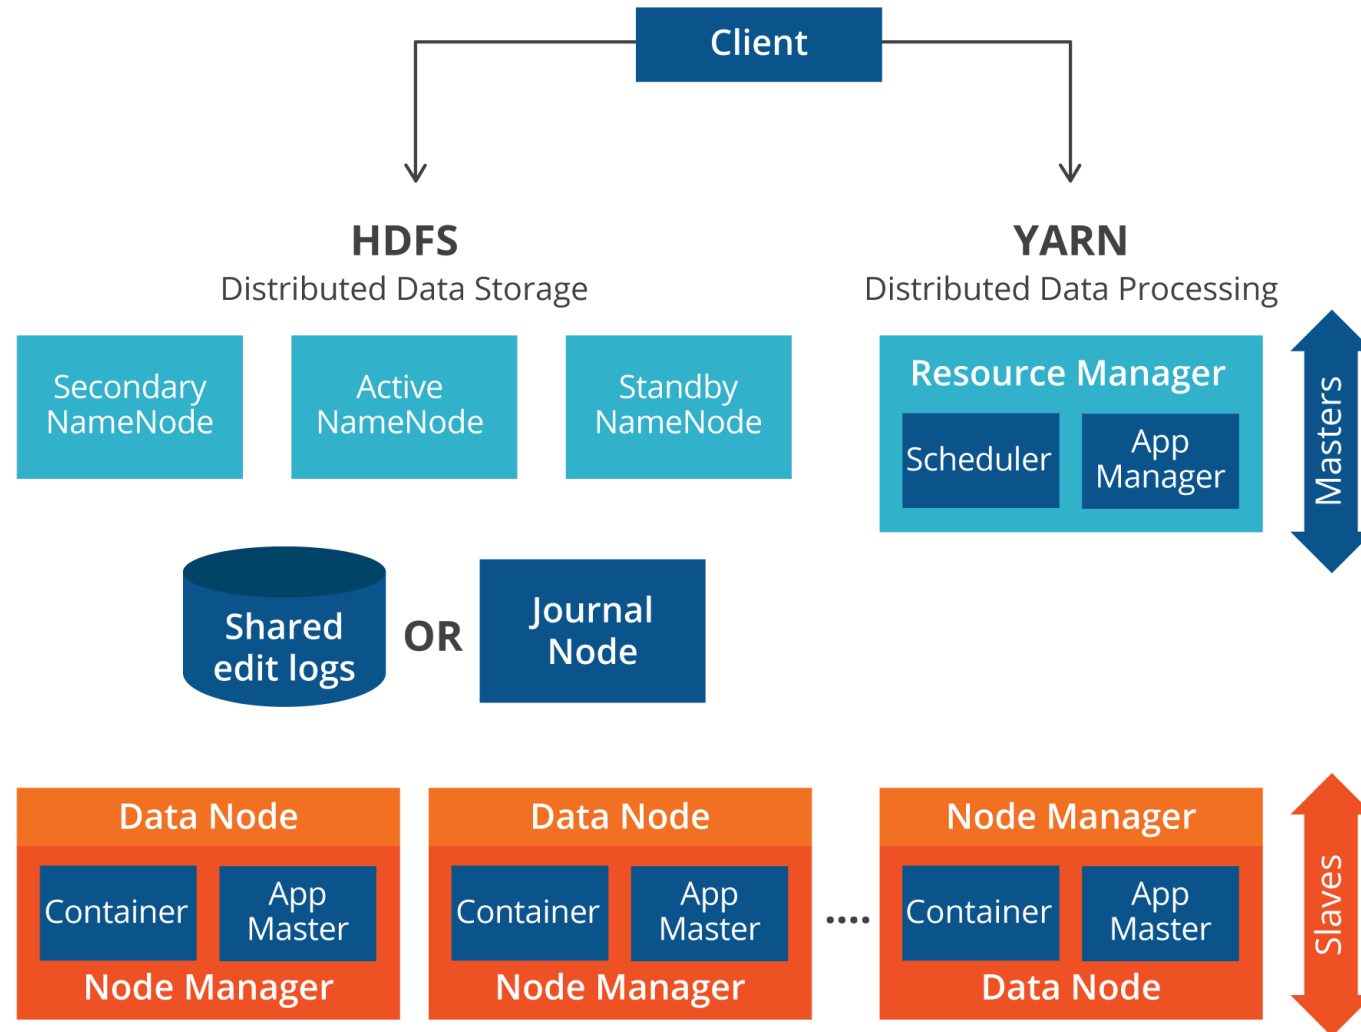 Client
HDFS
Distributed Data Storage
YARN
Distributed Data Processing
Secondary
NameNode
Active
NameNode
Standby
NameNode
Resource Manager
Scheduler
App
Manager
Masters
Shared
edit logs
OR
Journal
Node
Data Node
Container
App
Master
Node Manager
Data Node
Container
App
Master
Node Manager
....
Node Manager
Container
App
Master
Data Node
Slaves